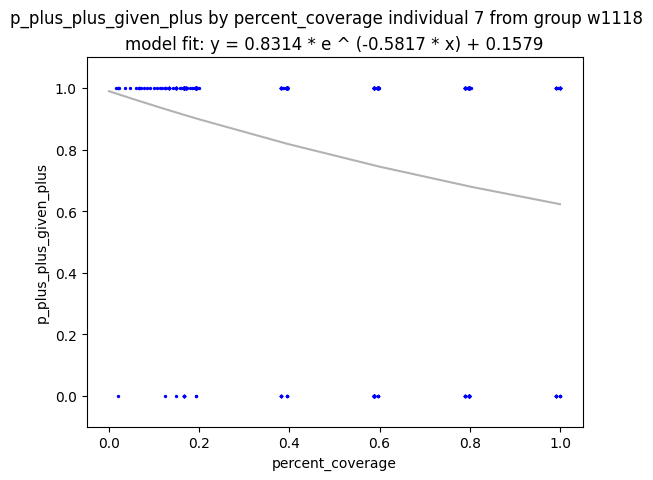 p_plus_plus_given_plus by percent_coverage individual 7 from group w1118
model fit: y = 0.8314 * e ^ (-0.5817 * x) + 0.1579
1.0
0.8
0.6
0.4
0.2
0.0
p_plus_plus_given_plus
0.0 0.2 0.4 0.6 0.8 1.0
percent_coverage